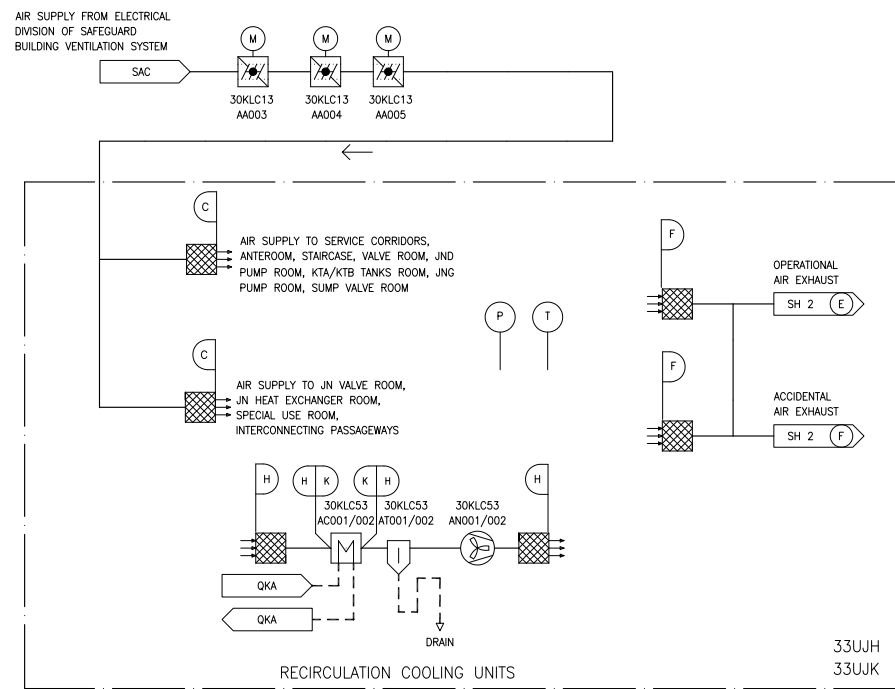 AIR SUPPLY FROM ELECTRICAL
DIVISION OF SAFEGUARD
BUILDING VENTILATION SYSTEM
SAC
M
M
M
30KLC13
AA003
30KLC13
AA004
30KLC13
AA005
C
AIR SUPPLY TO SERVICE CORRIDORS,
ANTEROOM, STAIRCASE, VALVE ROOM, JND
PUMP ROOM, KTA/KTB TANKS ROOM, JNG
PUMP ROOM, SUMP VALVE ROOM
F
OPERATIONAL
AIR EXHAUST
SH 2
E
P
T
C
AIR SUPPLY TO JN VALVE ROOM,
JN HEAT EXCHANGER ROOM,
SPECIAL USE ROOM,
INTERCONNECTING PASSAGEWAYS
F
ACCIDENTAL
AIR EXHAUST
SH 2
F
H
H
K
K
H
H
30KLC53
AC001/002
30KLC53
AT001/002
30KLC53
AN001/002
QKA
QKA
DRAIN
RECIRCULATION COOLING UNITS
33UJH
33UJK